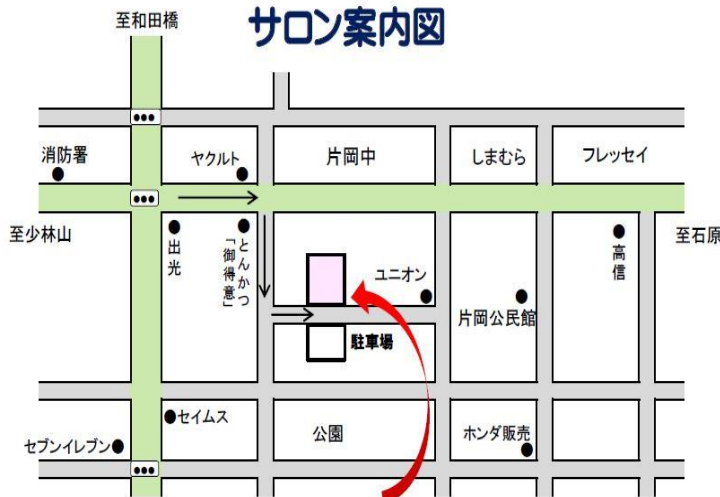 サロン案内図
至和田橋
消防署
ヤクルト
片岡中
しまむら
フレッセイ
至少林山
出光
とんかつ
「御得意」
ユニオン
片岡公民館
高信
至石原
駐車場
セイムス
公園
ホンダ販売
セブンイレブン